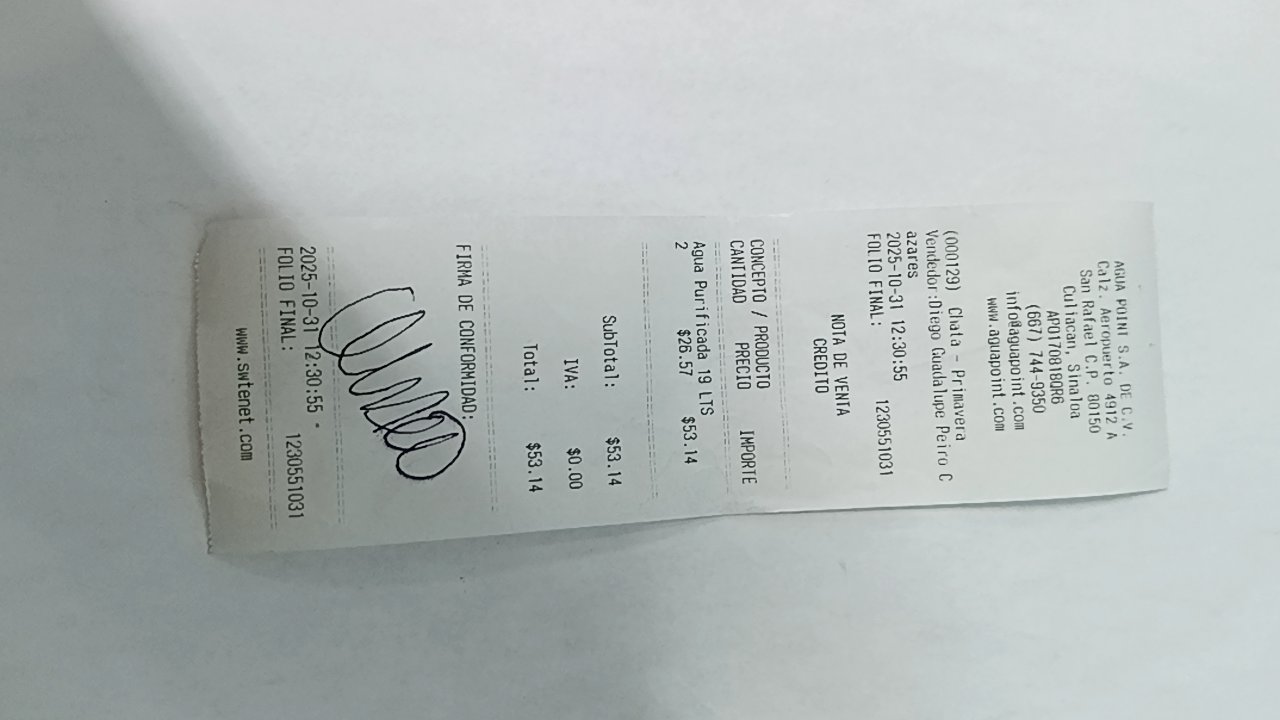 AGUA POINT S.A. DE C.V.
Calz. Aeropuerto 4912 A
San Rafael C.P. 80150
Culiacan, Sinaloa
APO170818QR6
(667) 744-9350
info@aguapoint.com
www.aguapoint.com
(000129) Chata - Primavera
Vendedor:Diego Guadalupe. Peiro C
azares
2025-10-31 12:30:55
FOLIO FINAL: 1230551031
NOTA DE VENTA
CREDITO
CONCEPTO / PRODUCTO
CANTIDAD PRECIO IMPORTE
Agua Purificada 19 LTS
2 $26.57 $53.14
SubTotal: $53.14
IVA: $0.00
Total: $53.14
FIRMA DE CONFORMIDAD:
2025-10-31 12:30:55 -
FOLIO FINAL: 1230551031
www.swtenet.com